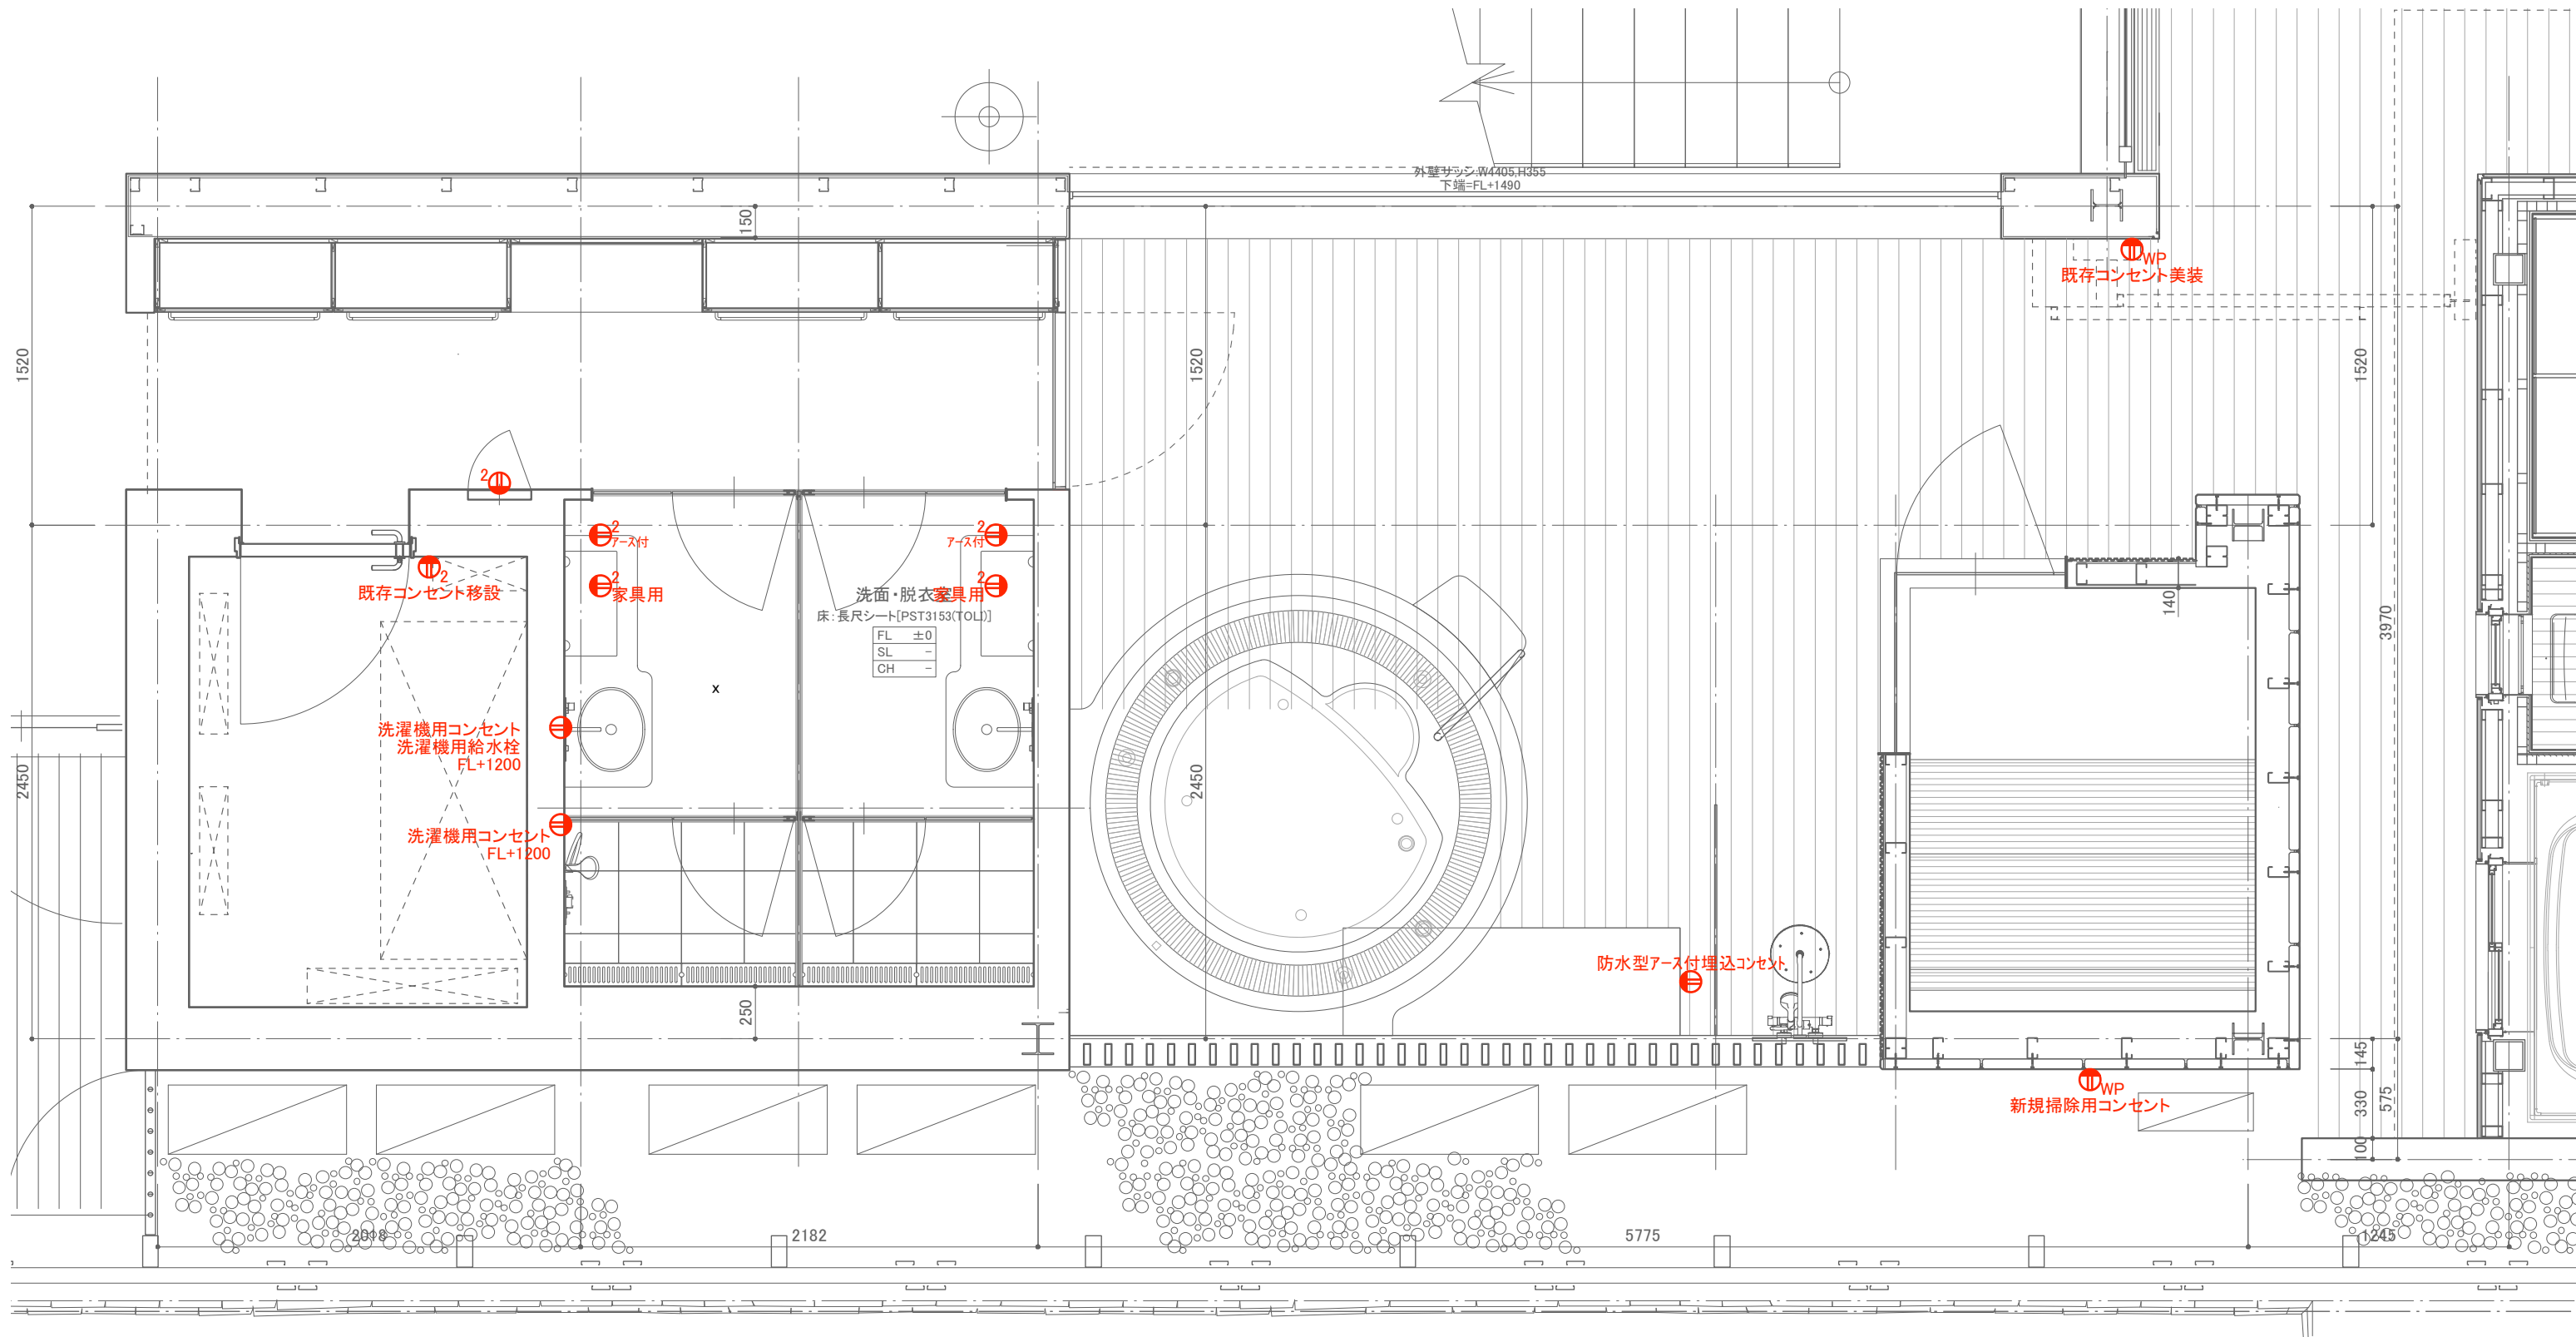 外壁サッシ:W4405,H355
下端=FL+1490
150
WP
既存コンセント美装
1520
1520
1520
2
2
アース付
2
アース付
2
既存コンセント移設
2
家具用
2
家具用
洗面・脱衣室
床:長尺シート[PST3153(TOLI)]
FL ±0
SL -
CH -
140
3970
x
洗濯機用コンセント
洗濯機用給水栓
FL+1200
2450
2450
洗濯機用コンセント
FL+1200
防水型アース付埋込コンセント
250
145
330
575
100
WP
新規掃除用コンセント
2018
2182
5775
1245